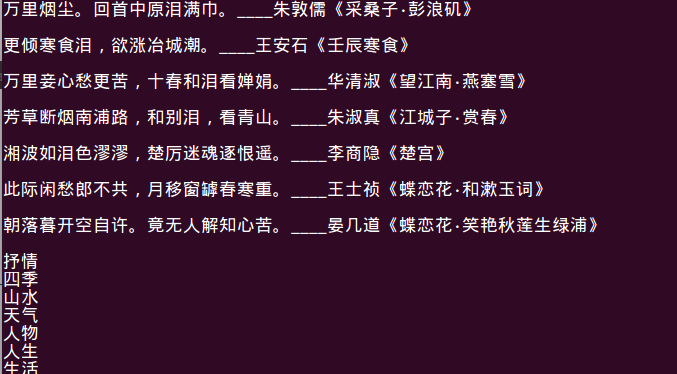 万里烟尘。回首中原泪满巾。____朱敦儒《采桑子·彭浪矶》
更倾寒食泪，欲涨冶城潮。____王安石《壬辰寒食》
万里妾心愁更苦，十春和泪看婵娟。____华清淑《望江南·燕塞雪》
芳草断烟南浦路，和别泪，看青山。____朱淑真《江城子·赏春》
湘波如泪色漻漻，楚厉迷魂逐恨遥。____李商隐《楚宫》
此际闲愁郎不共，月移窗罅春寒重。____王士祯《蝶恋花·和漱玉词》
朝落暮开空自许。竟无人解知心苦。____晏几道《蝶恋花·笑艳秋莲生绿浦》
抒情
四季
山水
天气
人物
人生
生活